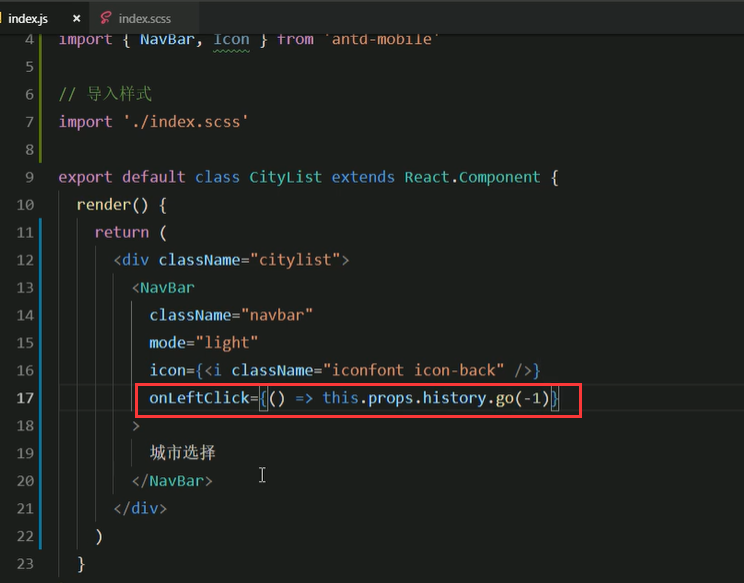 index.js × index.scss
4 import { NavBar, Icon } from 'antd-mobile'
5
6 // 导入样式
7 import './index.scss'
8
9 export default class CityList extends React.Component {
10 render() {
11 return (
12 <div className="citylist">
13 <NavBar
14 className="navbar"
15 mode="light"
16 icon={<i className="iconfont icon-back" />}
17 onLeftClick={() => this.props.history.go(-1)}
18 >
19 城市选择
20 </NavBar>
21 </div>
22 )
23 }